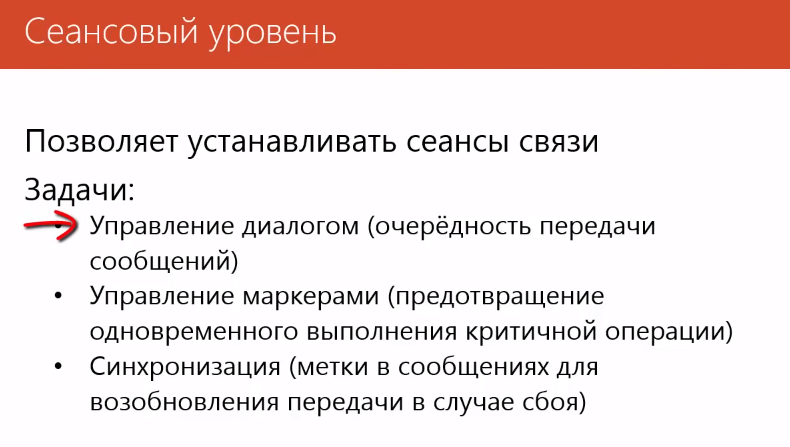 Сеансовый уровень
Позволяет устанавливать сеансы связи
Задачи:
• Управление диалогом (очерёдность передачи
сообщений)
• Управление маркерами (предотвращение
одновременного выполнения критичной операции)
• Синхронизация (метки в сообщениях для
возобновления передачи в случае сбоя)